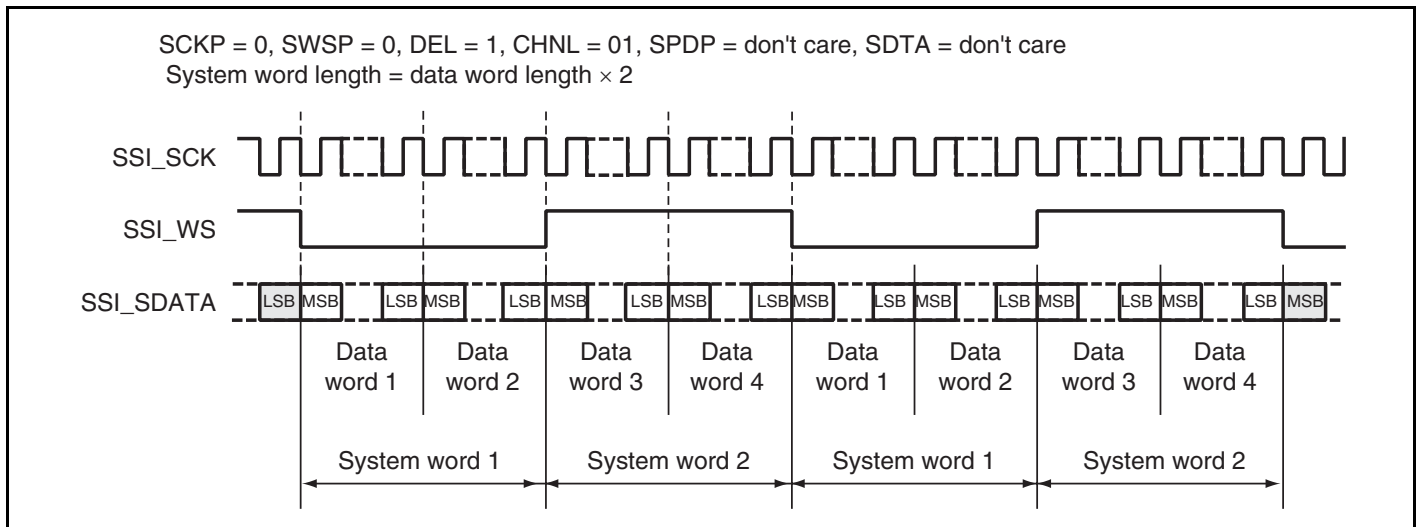 SCKP = 0, SWSP = 0, DEL = 1, CHNL = 01, SPDP = don't care, SDTA = don't care
System word length = data word length × 2
SSI_SCK
SSI_WS
SSI_SDATA
LSB MSB LSB MSB LSB MSB LSB MSB LSB MSB LSB MSB LSB MSB LSB MSB LSB MSB
Data word 1
Data word 2
Data word 3
Data word 4
Data word 1
Data word 2
Data word 3
Data word 4
System word 1
System word 2
System word 1
System word 2